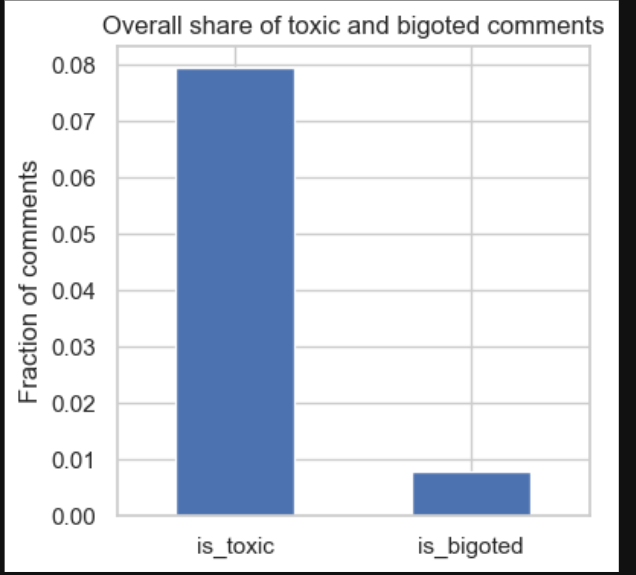 Overall share of toxic and bigoted comments
Fraction of comments
0.08
0.07
0.06
0.05
0.04
0.03
0.02
0.01
0.00
is_toxic
is_bigoted